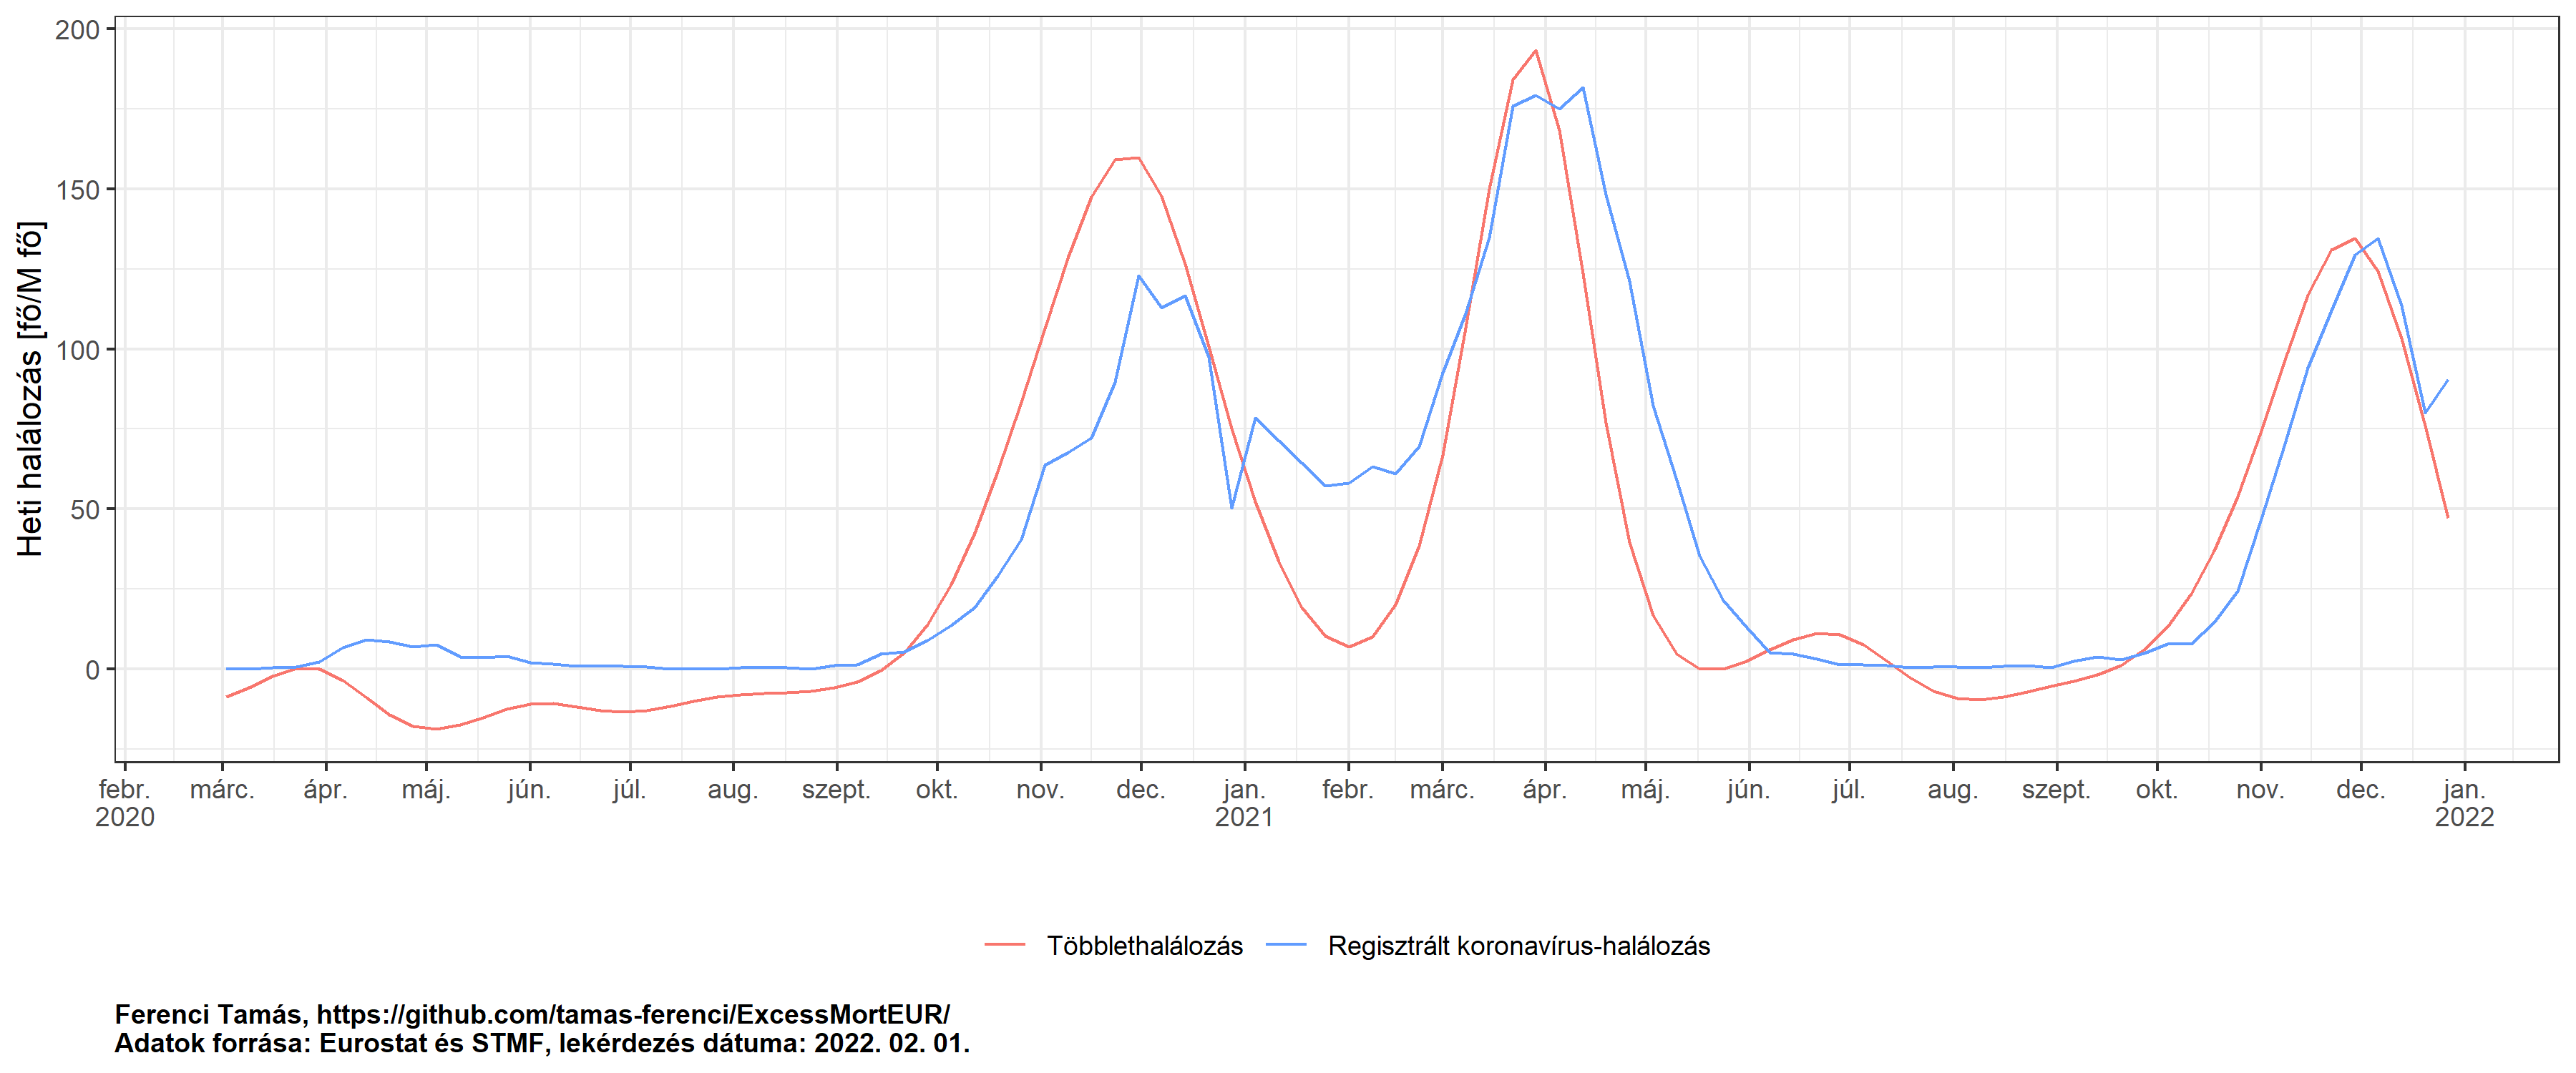 Heti halálozás [fő/M fő]
200
150
100
50
0
febr. márc. ápr. máj. jún. júl. aug. szept. okt. nov. dec. jan. febr. márc. ápr. máj. jún. júl. aug. szept. okt. nov. dec. jan.
2020 2021 2022
Többlethalálozás Regisztrált koronavírus-halálozás
Ferenci Tamás, https://github.com/tamas-ferenci/ExcessMortEUR/
Adatok forrása: Eurostat és STMF, lekérdezés dátuma: 2022. 02. 01.